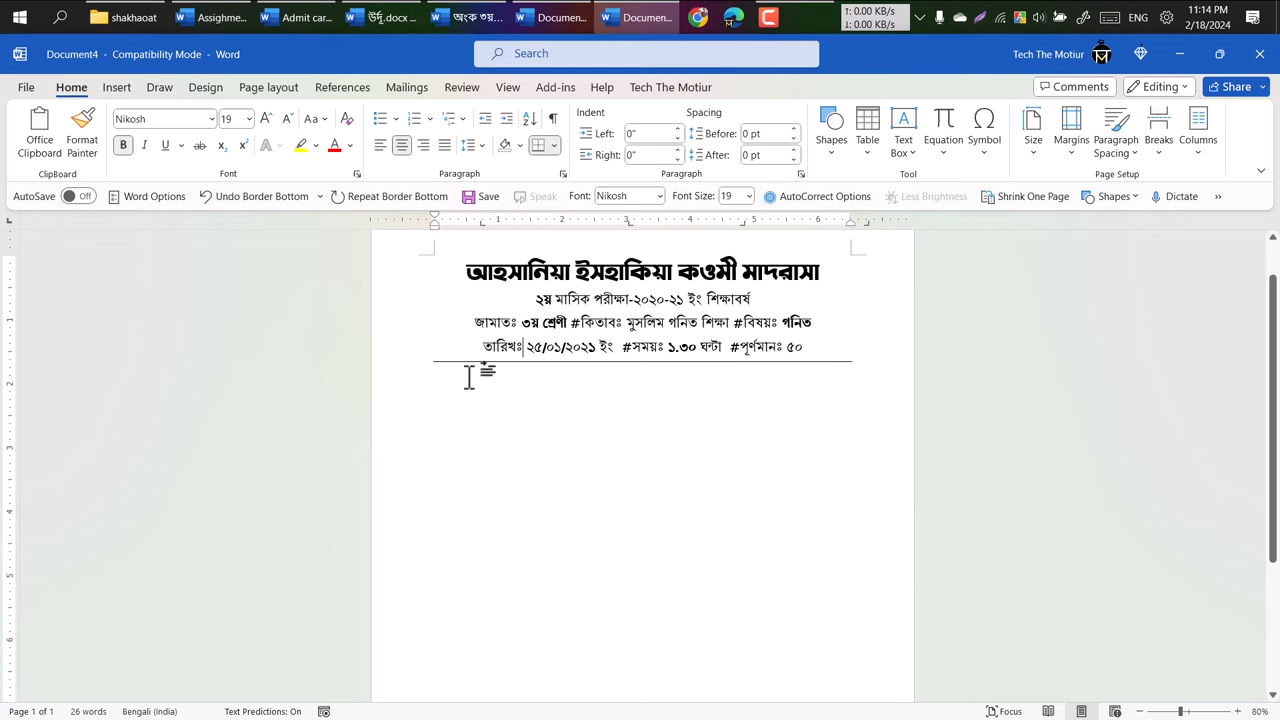 shakhaoat
Assighme...
Admit car...
উর্দু.docx ...
অংক ৩য়...
Documen...
Documen...
↑: 0.00 KB/s
↓: 0.00 KB/s
ENG
11:14 PM
2/18/2024
Document4 - Compatibility Mode - Word
Search
Tech The Motiur
File Home Insert Draw Design Page layout References Mailings Review View Add-ins Help Tech The Motiur
Comments Editing Share
Office Clipboard
Format Painter
ClipBoard
Nikosh 19
Font
Paragraph
Indent Spacing
Left: 0" Before: 0 pt
Right: 0" After: 0 pt
Paragraph
Shapes Table Text Box Equation Symbol
Tool
Size Margins Paragraph Spacing Breaks Columns
Page Setup
AutoSave Off Word Options Undo Border Bottom Repeat Border Bottom Save Speak Font: Nikosh Font Size: 19 AutoCorrect Options Less Brightness Shrink One Page Shapes Dictate
আহসানিয়া ইসহাকিয়া কওমী মাদরাসা
২য় মাসিক পরীক্ষা-২০২০-২১ ইং শিক্ষাবর্ষ
জামাতঃ ৩য় শ্রেণী #কিতাবঃ মুসলিম গনিত শিক্ষা #বিষয়ঃ গনিত
তারিখঃ ২৫/০১/২০২১ ইং #সময়ঃ ১.৩০ ঘন্টা #পূর্ণমানঃ ৫০
Page 1 of 1 26 words Bengali (India) Text Predictions: On Focus 80%